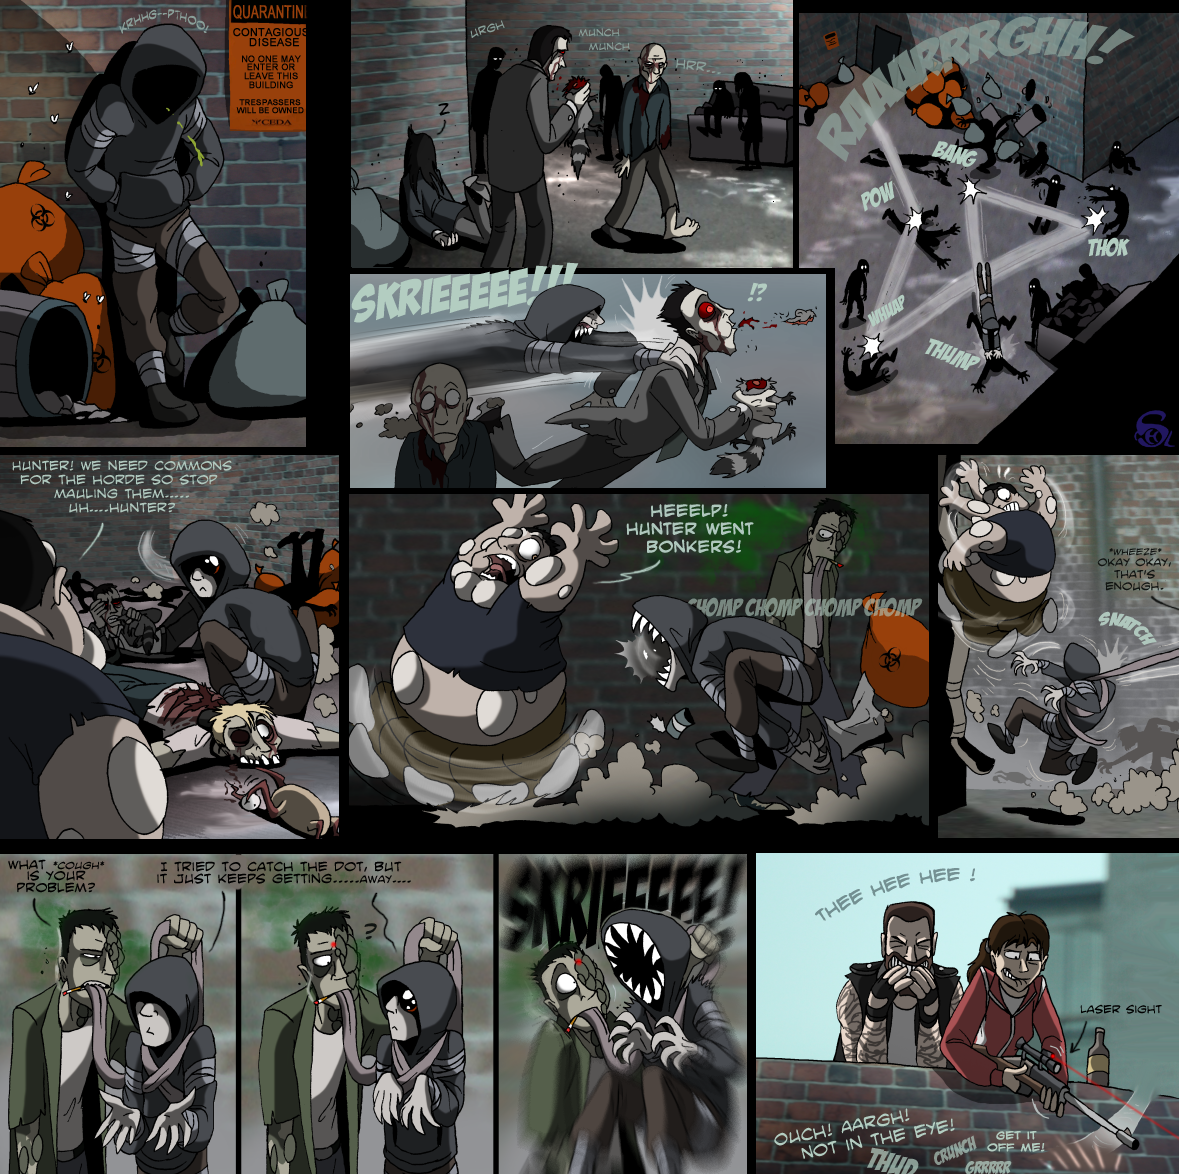 KRHHG--PTHOO!
QUARANTIN
CONTAGIOUS
DISEASE
NO ONE MAY
ENTER OR
LEAVE THIS
BUILDING
TRESPASSERS
WILL BE OWNED
CEDA
URGH
MUNCH
MUNCH
HRR...
Z
RAAARRRGHH!
BANG
POW
THOK
WHUAP
THUMP
SKRIEEEEE!!!
!?
HUNTER! WE NEED COMMONS
FOR THE HORDE SO STOP
MAULING THEM.....
UH....HUNTER?
HEEELP!
HUNTER WENT
BONKERS!
CHOMP CHOMP CHOMP CHOMP
*WHEEZE*
OKAY OKAY,
THAT'S
ENOUGH.
SNATCH
WHAT *COUGH*
IS YOUR
PROBLEM?
I TRIED TO CATCH THE DOT, BUT
IT JUST KEEPS GETTING.....AWAY....
?
SKRIEEEEE!
THEE HEE HEE !
LASER SIGHT
OUCH! AARGH!
NOT IN THE EYE!
THUD
CRUNCH
GRRRRR
GET IT
OFF ME!